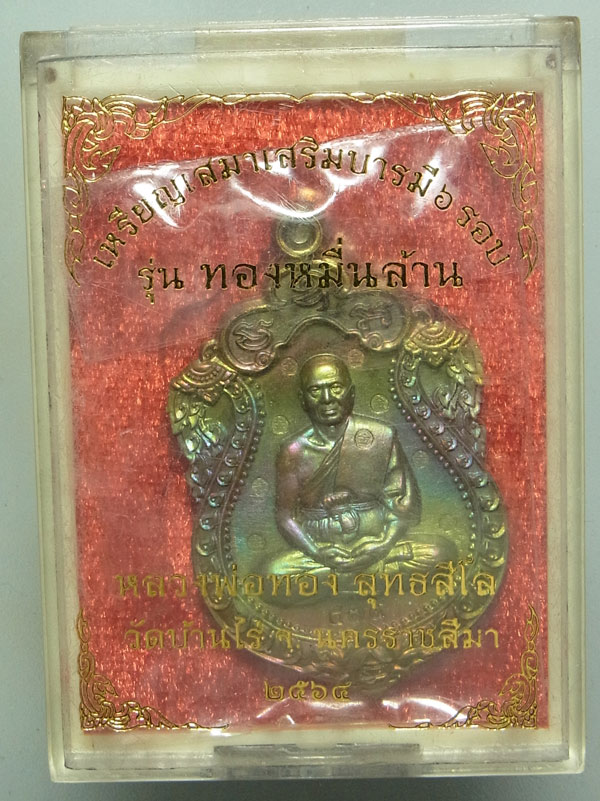 เหรียญเสมาเสริมบารมี๖รอบ
รุ่น ทองหมื่นล้าน
หลวงพ่อทอง สุทธสีโล
วัดบ้านไร่ จ. นครราชสีมา
๒๕๖๔